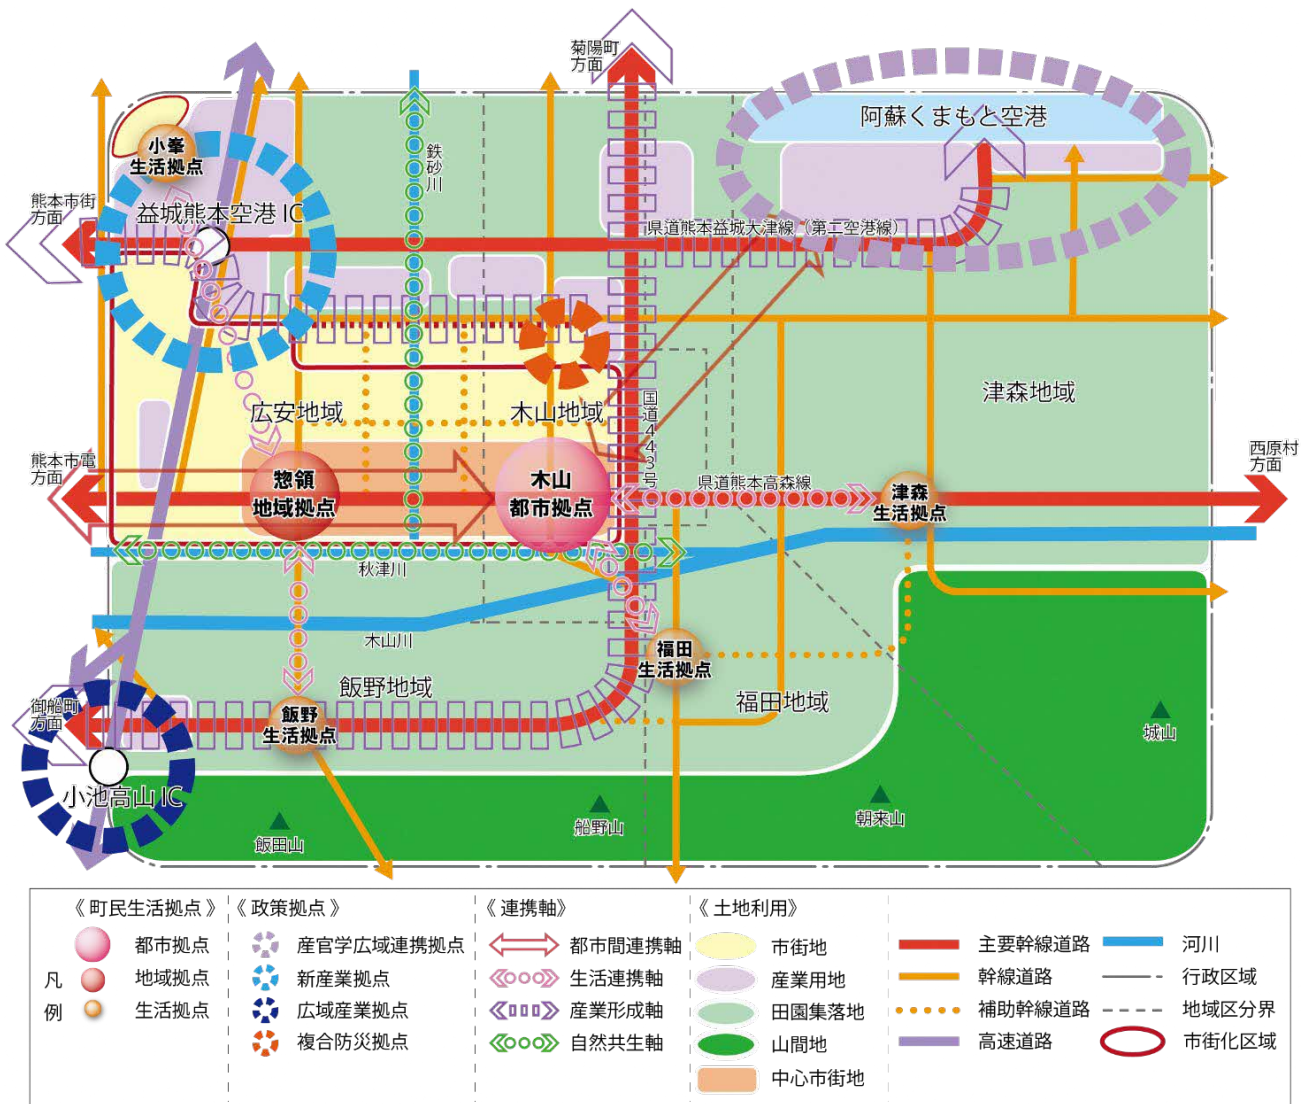 菊陽町
方面
阿蘇くまもと空港
小峯
生活拠点
鉄砂川
熊本市街
方面
益城熊本空港IC
県道熊本益城大津線（第二空港線）
広安地域
木山地域
国道443号
津森地域
熊本市電
方面
惣領
地域拠点
木山
都市拠点
県道熊本高森線
津森
生活拠点
西原村
方面
秋津川
木山川
福田
生活拠点
飯野地域
福田地域
御船町
方面
飯野
生活拠点
城山
小池高山IC
飯田山
船野山
朝来山
凡例
《 町民生活拠点 》
都市拠点
地域拠点
生活拠点
《 政策拠点 》
産官学広域連携拠点
新産業拠点
広域産業拠点
複合防災拠点
《 連携軸》
都市間連携軸
生活連携軸
産業形成軸
自然共生軸
《 土地利用》
市街地
産業用地
田園集落地
山間地
中心市街地
主要幹線道路
幹線道路
補助幹線道路
高速道路
河川
行政区域
地域区分界
市街化区域